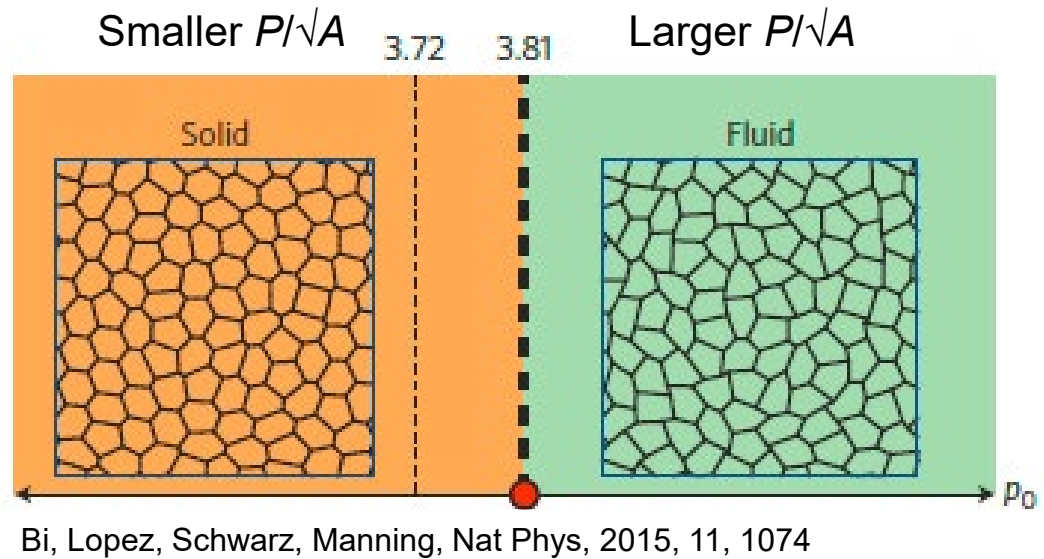 Smaller P/√A 3.72 3.81 Larger P/√A
Solid Fluid
p₀
Bi, Lopez, Schwarz, Manning, Nat Phys, 2015, 11, 1074